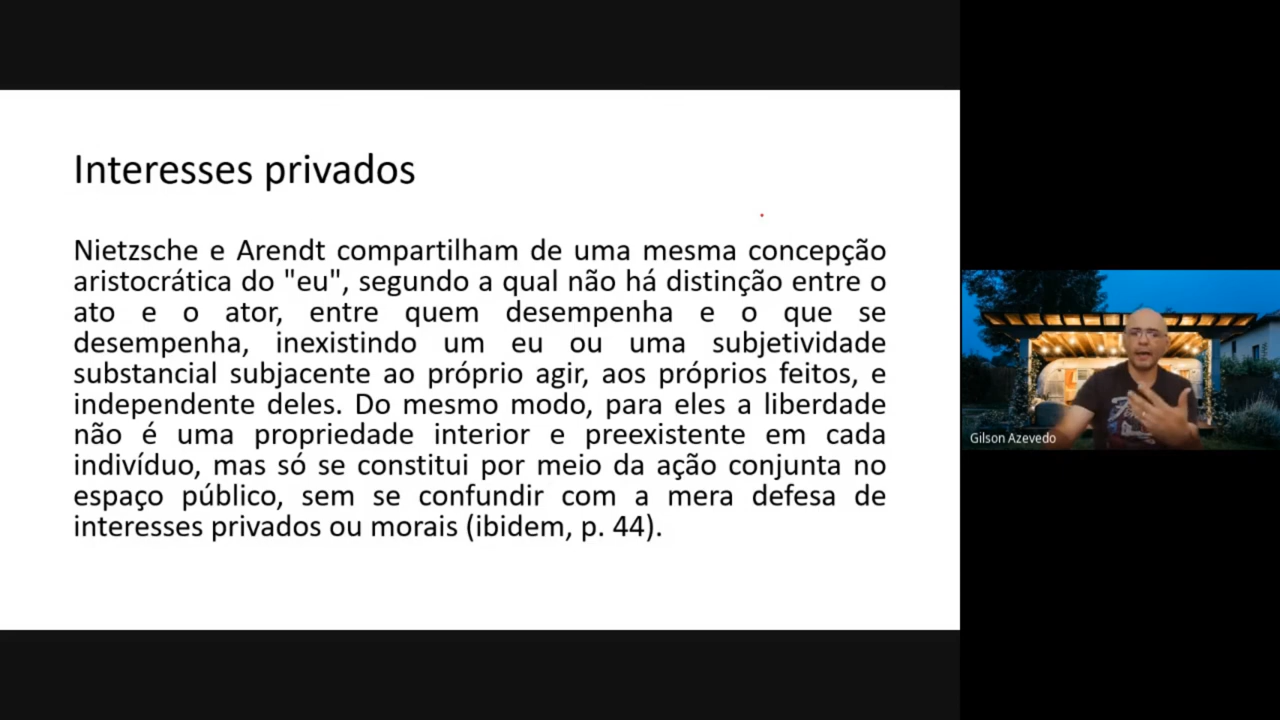 Interesses privados
Nietzsche e Arendt compartilham de uma mesma concepção
aristocrática do "eu", segundo a qual não há distinção entre o
ato e o ator, entre quem desempenha e o que se
desempenha, inexistindo um eu ou uma subjetividade
substancial subjacente ao próprio agir, aos próprios feitos, e
independente deles. Do mesmo modo, para eles a liberdade
não é uma propriedade interior e preexistente em cada
indivíduo, mas só se constitui por meio da ação conjunta no
espaço público, sem se confundir com a mera defesa de
interesses privados ou morais (ibidem, p. 44).
Gilson Azevedo